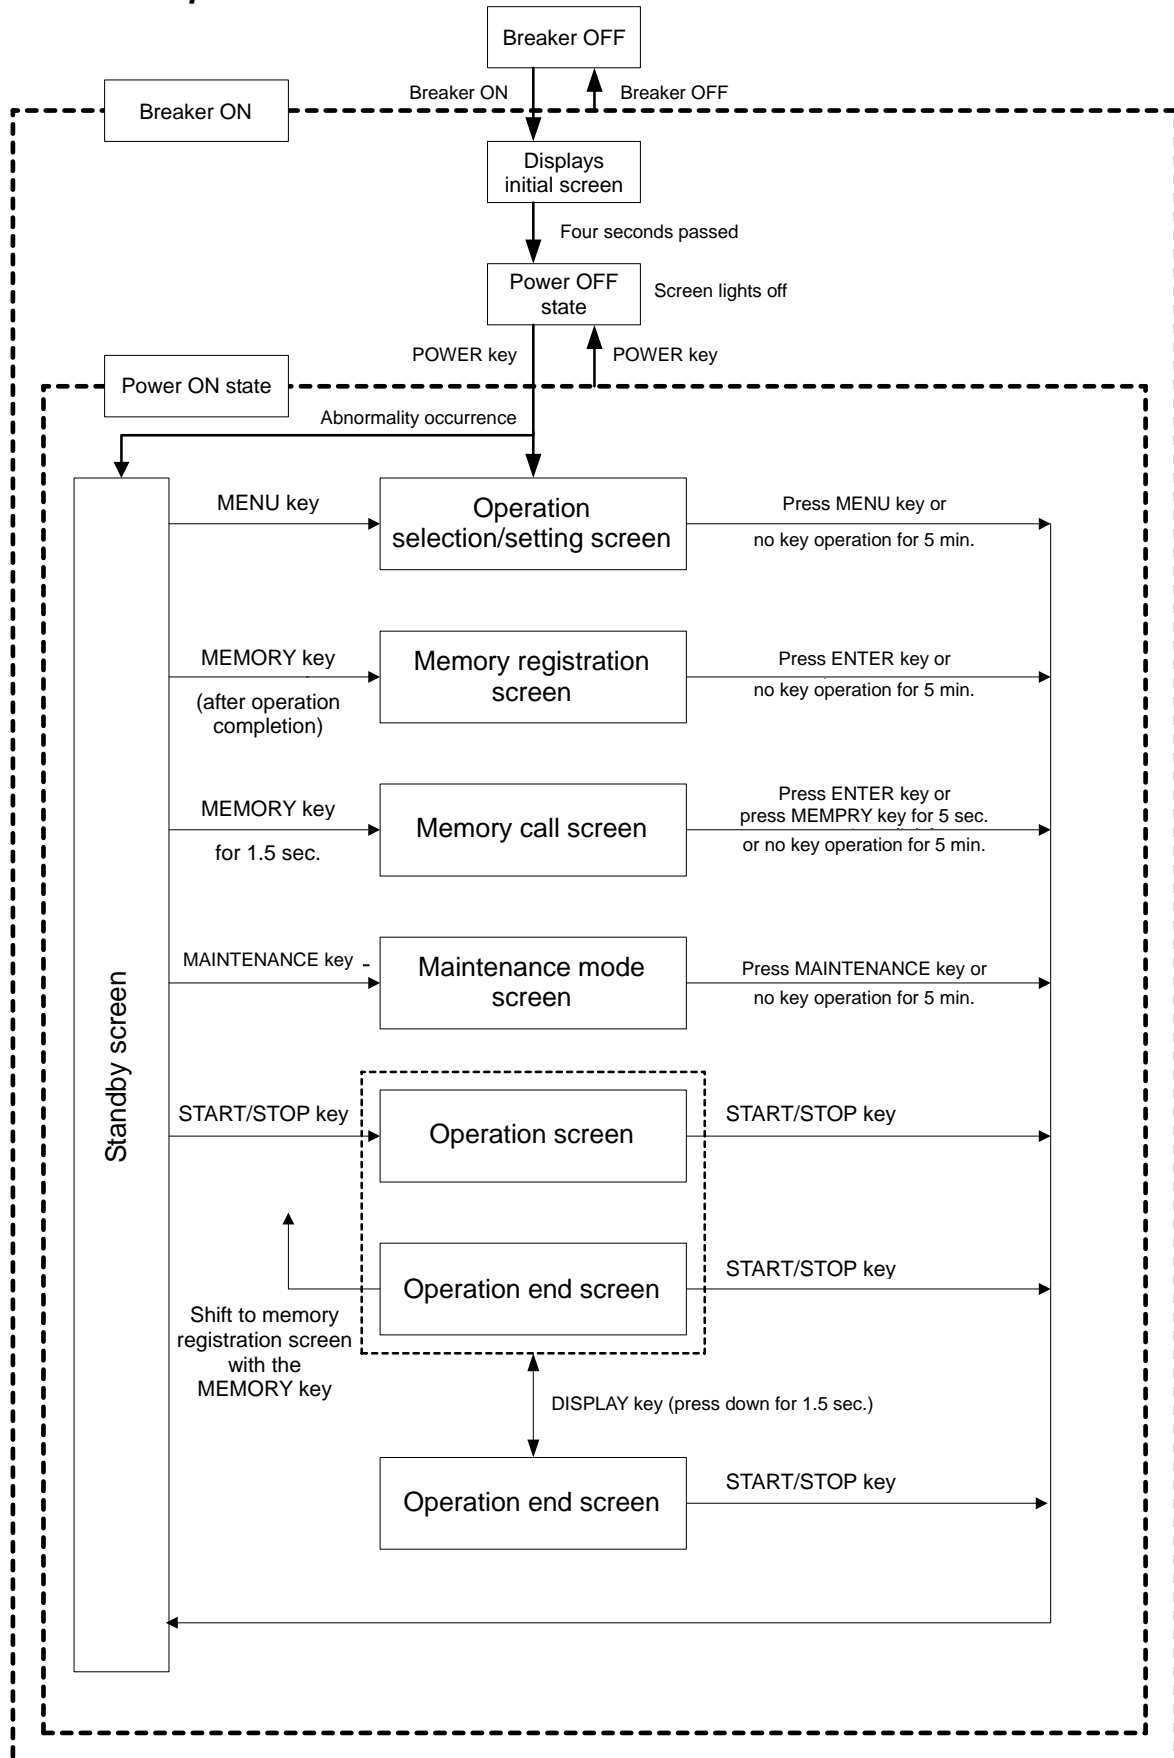 Breaker OFF
Breaker ON
Breaker OFF
Breaker ON
Displays
initial screen
Four seconds passed
Power OFF
state
Screen lights off
POWER key
POWER key
Power ON state
Abnormality occurrence
Standby screen
MENU key
Operation
selection/setting screen
Press MENU key or
no key operation for 5 min.
MEMORY key
(after operation
completion)
Memory registration
screen
Press ENTER key or
no key operation for 5 min.
MEMORY key
for 1.5 sec.
Memory call screen
Press ENTER key or
press MEMPRY key for 5 sec.
or no key operation for 5 min.
MAINTENANCE key
Maintenance mode
screen
Press MAINTENANCE key or
no key operation for 5 min.
START/STOP key
Operation screen
START/STOP key
Operation end screen
START/STOP key
Shift to memory
registration screen
with the
MEMORY key
DISPLAY key (press down for 1.5 sec.)
Operation end screen
START/STOP key